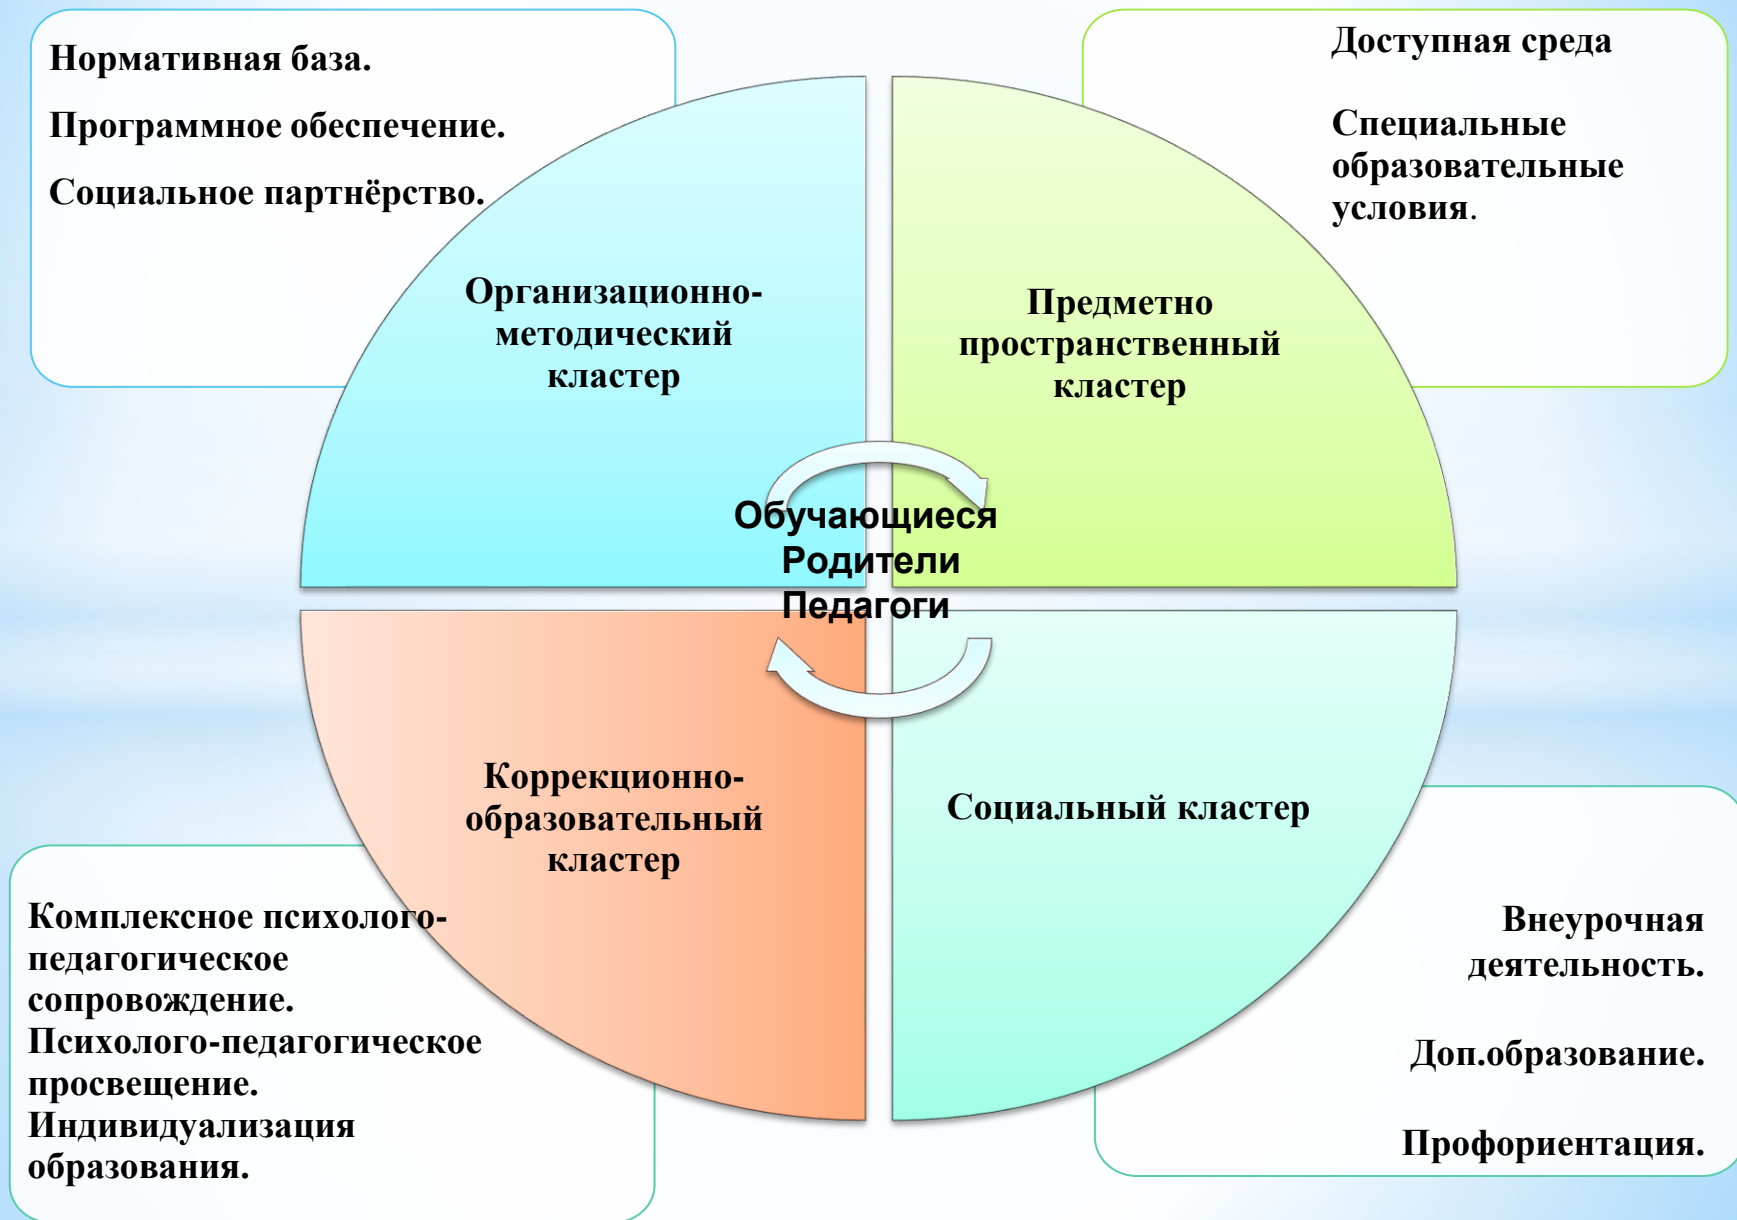 Нормативная база.
Программное обеспечение.
Социальное партнёрство.
Доступная среда
Специальные
образовательные
условия.
Организационно-
методический
кластер
Предметно
пространственный
кластер
Обучающиеся
Родители
Педагоги
Коррекционно-
образовательный
кластер
Социальный кластер
Комплексное психолого-
педагогическое
сопровождение.
Психолого-педагогическое
просвещение.
Индивидуализация
образования.
Внеурочная
деятельность.
Доп.образование.
Профориентация.